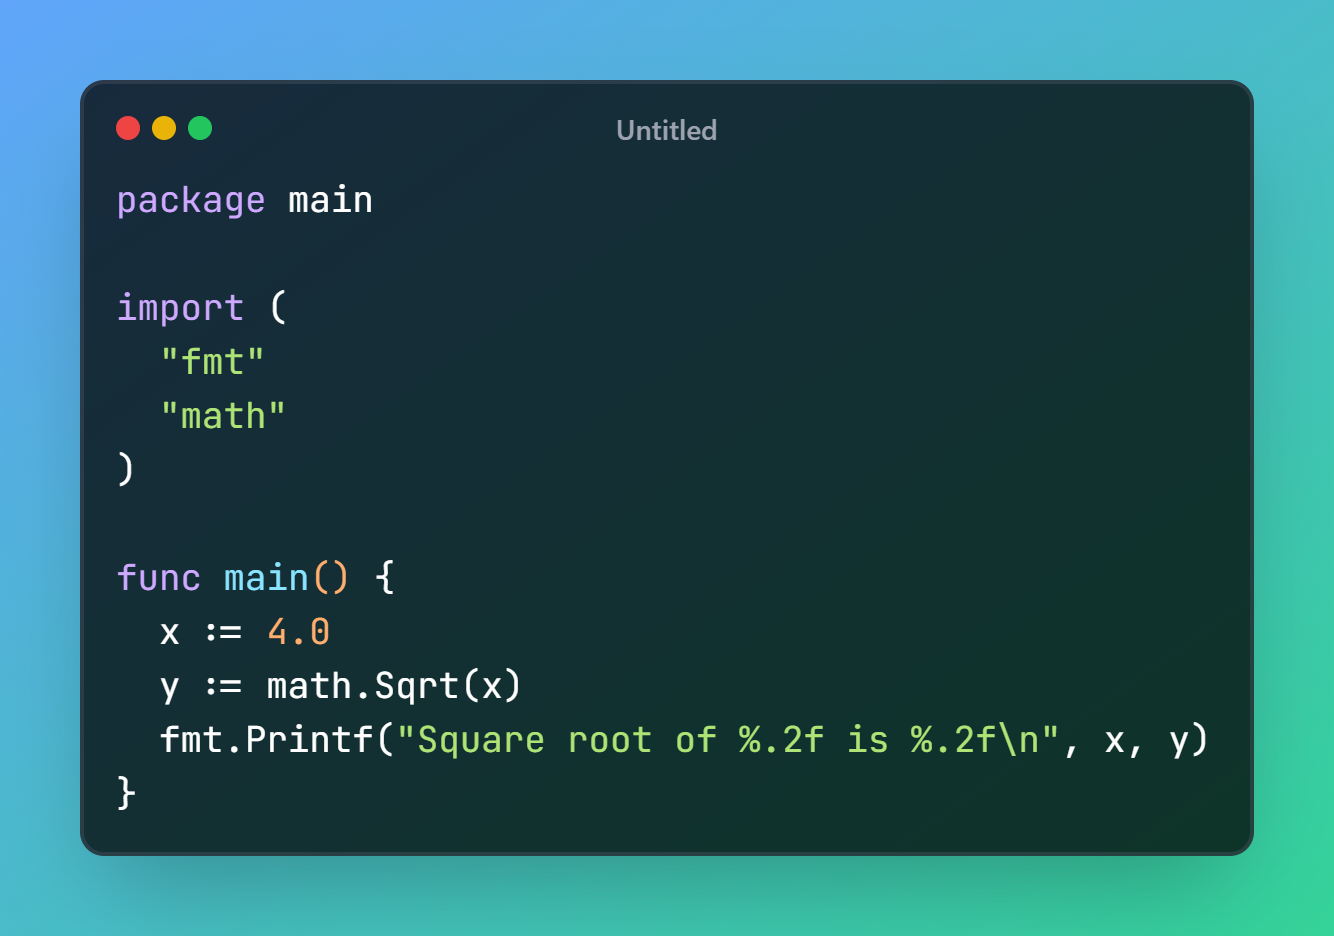 Untitled
package main
import (
"fmt"
"math"
)
func main() {
x := 4.0
y := math.Sqrt(x)
fmt.Printf("Square root of %.2f is %.2f\n", x, y)
}